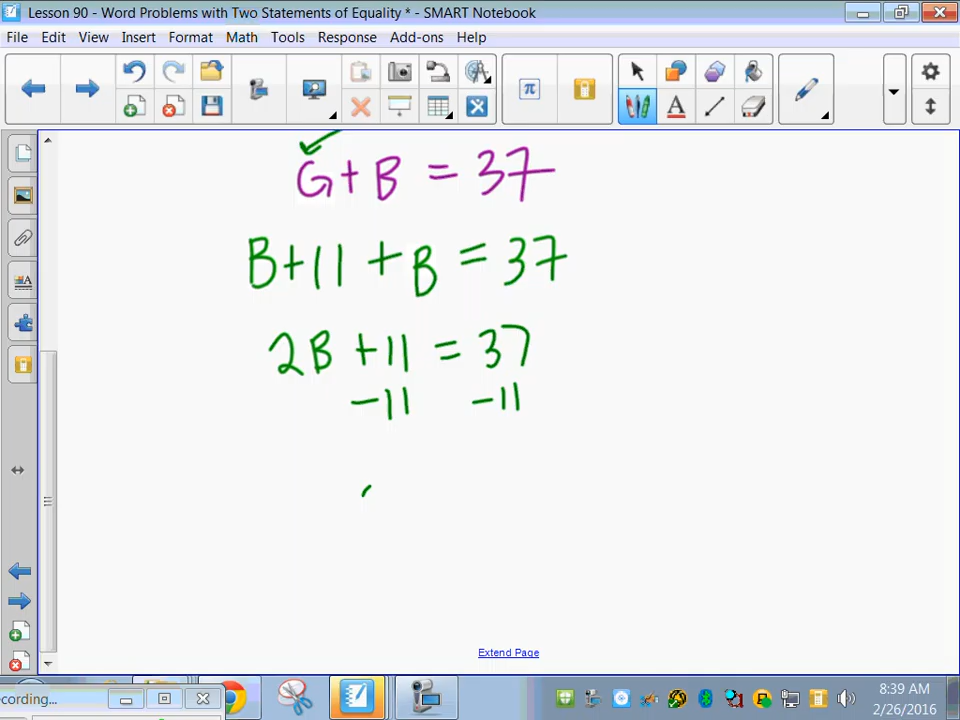 Lesson 90 - Word Problems with Two Statements of Equality * - SMART Notebook
File Edit View Insert Format Math Tools Response Add-ons Help
π
A
G+B = 37
B+11 + B = 37
2B +11 = 37
-11 -11
Extend Page
ecording...
8:39 AM
2/26/2016